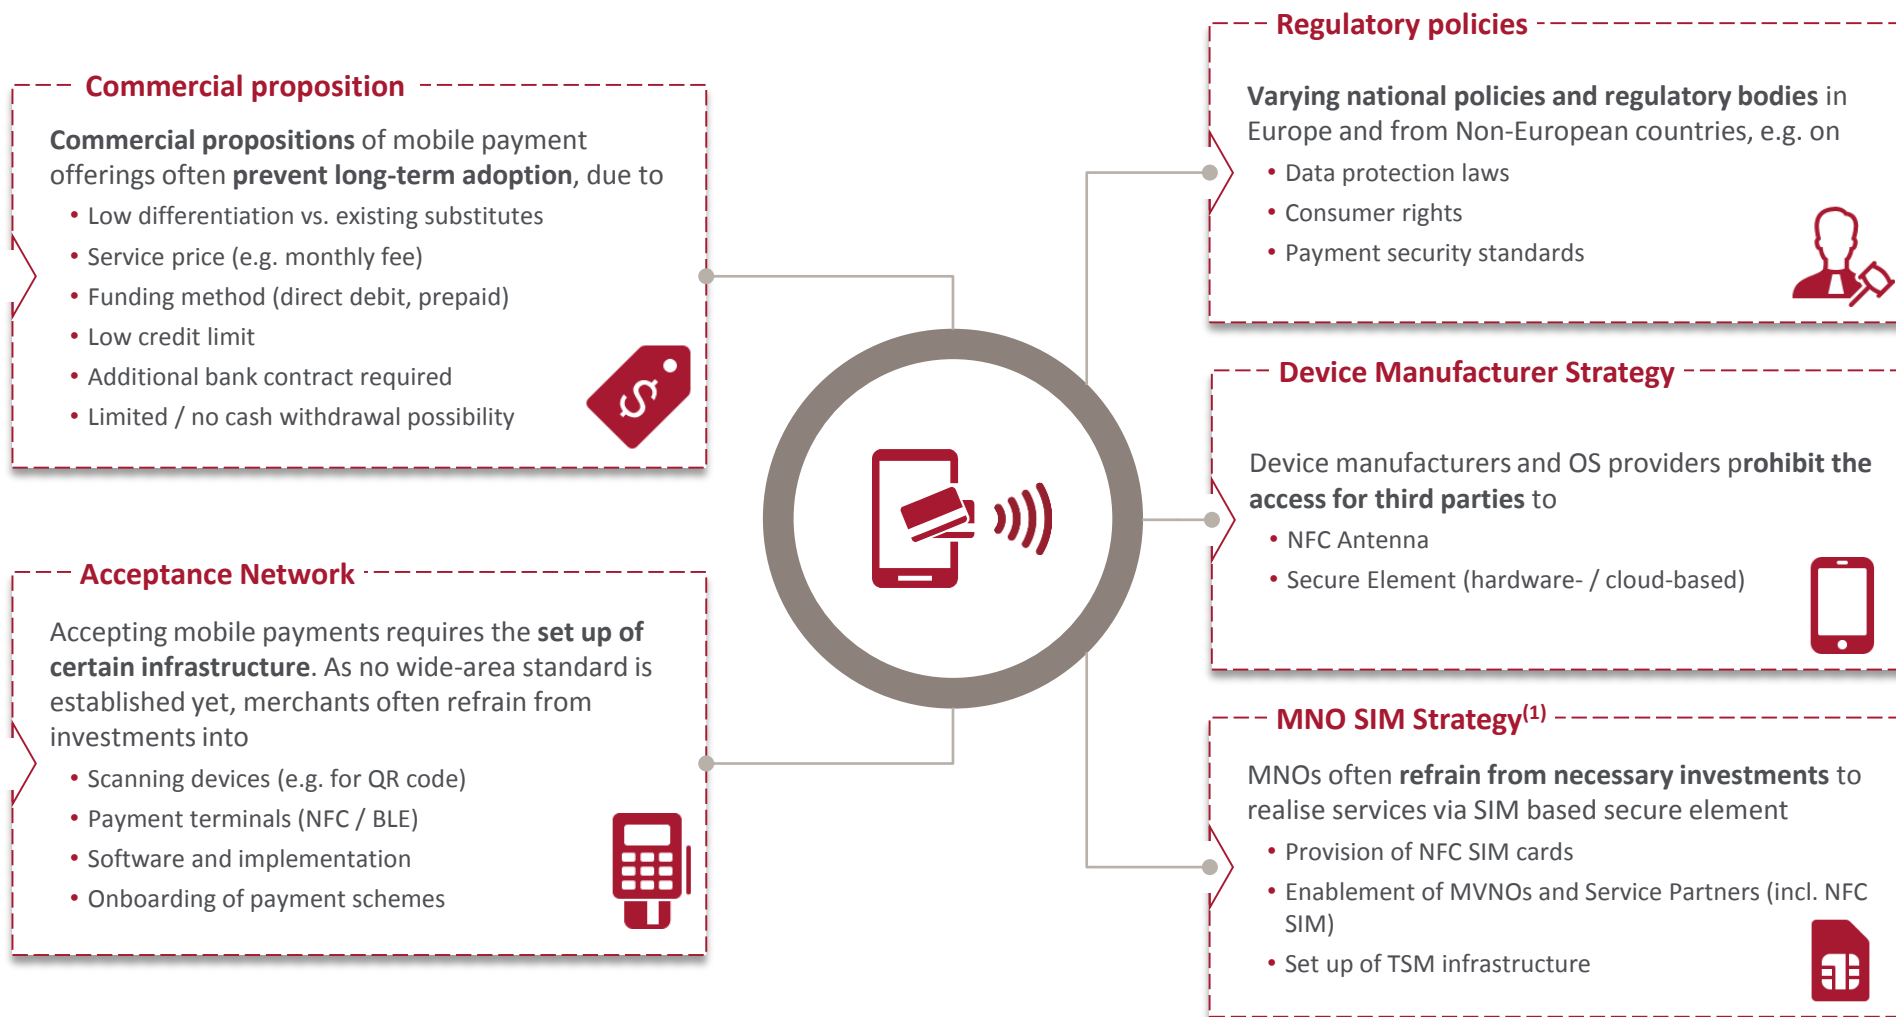 Commercial proposition
Commercial propositions of mobile payment
offerings often prevent long-term adoption, due to
• Low differentiation vs. existing substitutes
• Service price (e.g. monthly fee)
• Funding method (direct debit, prepaid)
• Low credit limit
• Additional bank contract required
• Limited / no cash withdrawal possibility
$
Acceptance Network
Accepting mobile payments requires the set up of
certain infrastructure. As no wide-area standard is
established yet, merchants often refrain from
investments into
• Scanning devices (e.g. for QR code)
• Payment terminals (NFC / BLE)
• Software and implementation
• Onboarding of payment schemes
Regulatory policies
Varying national policies and regulatory bodies in
Europe and from Non-European countries, e.g. on
• Data protection laws
• Consumer rights
• Payment security standards
Device Manufacturer Strategy
Device manufacturers and OS providers prohibit the
access for third parties to
• NFC Antenna
• Secure Element (hardware- / cloud-based)
MNO SIM Strategy(1)
MNOs often refrain from necessary investments to
realise services via SIM based secure element
• Provision of NFC SIM cards
• Enablement of MVNOs and Service Partners (incl. NFC
SIM)
• Set up of TSM infrastructure